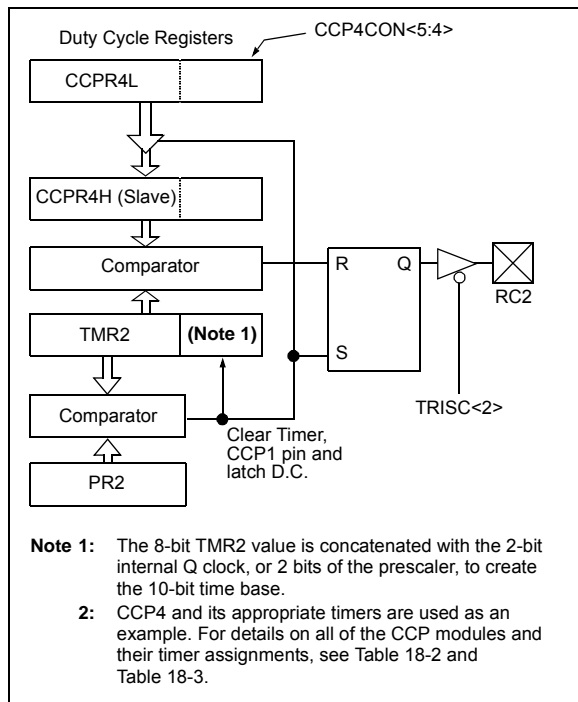 Duty Cycle Registers
CCP4CON<5:4>
CCPR4L
CCPR4H (Slave)
Comparator
R
Q
RC2
TMR2
(Note 1)
S
TRISC<2>
Comparator
Clear Timer,
CCP1 pin and
latch D.C.
PR2
Note 1: The 8-bit TMR2 value is concatenated with the 2-bit
internal Q clock, or 2 bits of the prescaler, to create
the 10-bit time base.
2: CCP4 and its appropriate timers are used as an
example. For details on all of the CCP modules and
their timer assignments, see Table 18-2 and
Table 18-3.